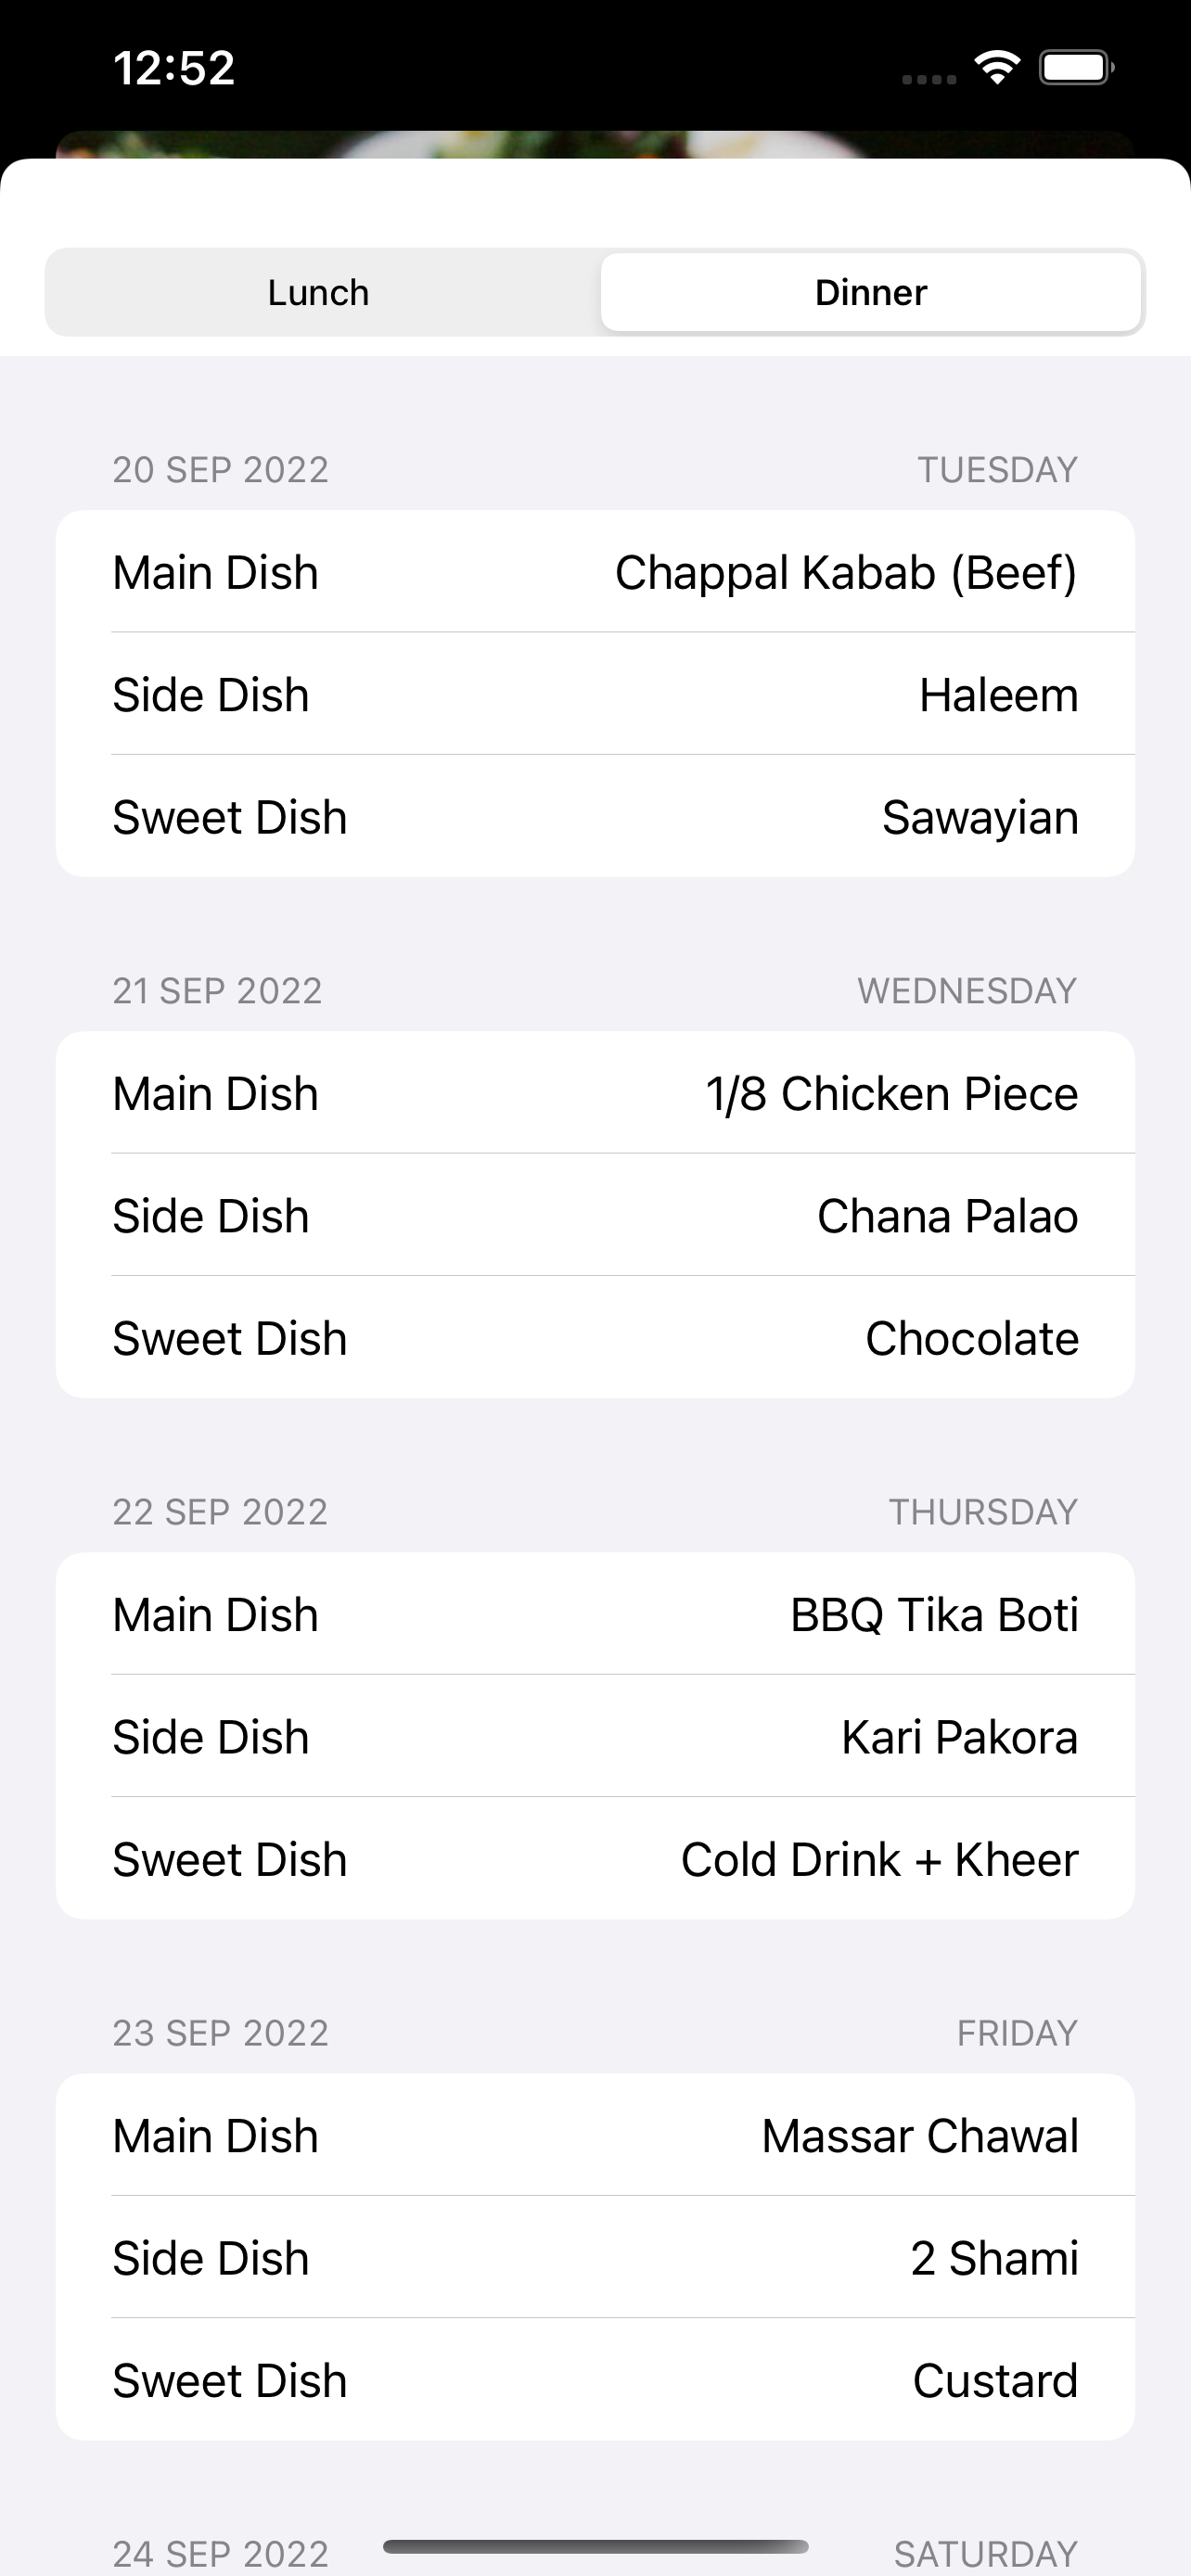 12:52
Lunch Dinner
20 SEP 2022 TUESDAY
Main Dish Chappal Kabab (Beef)
Side Dish Haleem
Sweet Dish Sawayian
21 SEP 2022 WEDNESDAY
Main Dish 1/8 Chicken Piece
Side Dish Chana Palao
Sweet Dish Chocolate
22 SEP 2022 THURSDAY
Main Dish BBQ Tika Boti
Side Dish Kari Pakora
Sweet Dish Cold Drink + Kheer
23 SEP 2022 FRIDAY
Main Dish Massar Chawal
Side Dish 2 Shami
Sweet Dish Custard
24 SEP 2022 SATURDAY